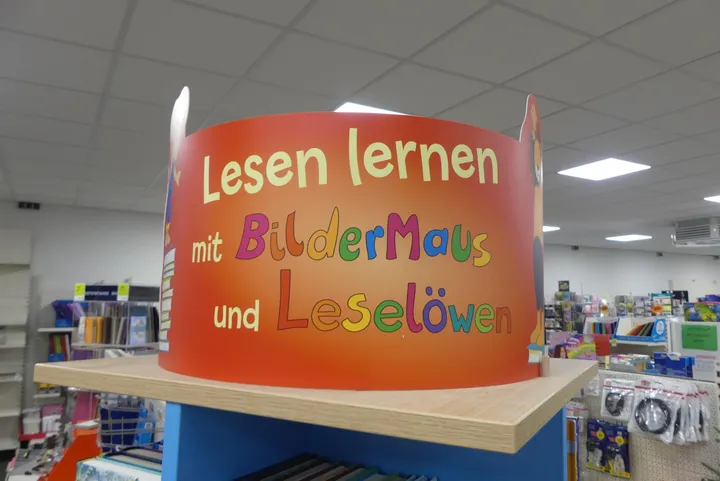 Lesen lernen
mit BilderMaus
und Leselöwen